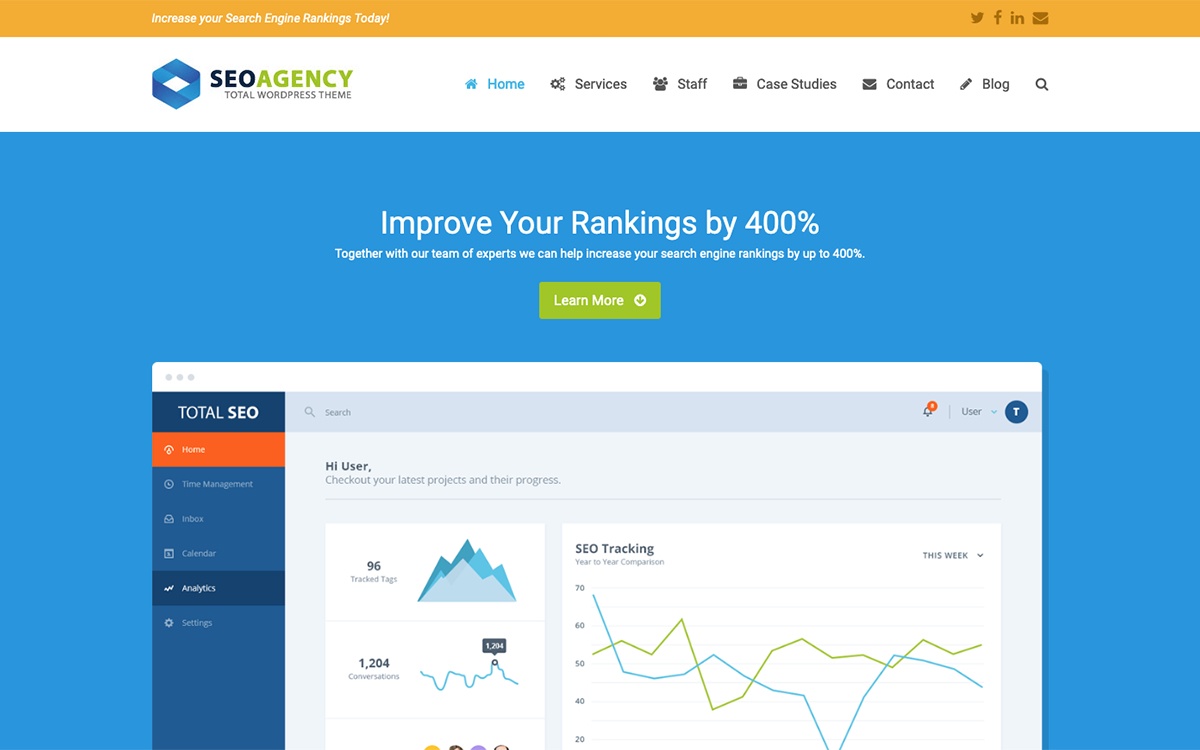 Increase your Search Engine Rankings Today!
SEOAGENCY
TOTAL WORDPRESS THEME
Home Services Staff Case Studies Contact Blog
Improve Your Rankings by 400%
Together with our team of experts we can help increase your search engine rankings by up to 400%.
Learn More
TOTAL SEO
Search
User
T
Home
Time Management
Inbox
Calendar
Analytics
Settings
Hi User,
Checkout your latest projects and their progress.
96
Tracked Tags
1,204
1,204
Conversations
SEO Tracking
Year to Year Comparison
THIS WEEK
70
60
50
40
20